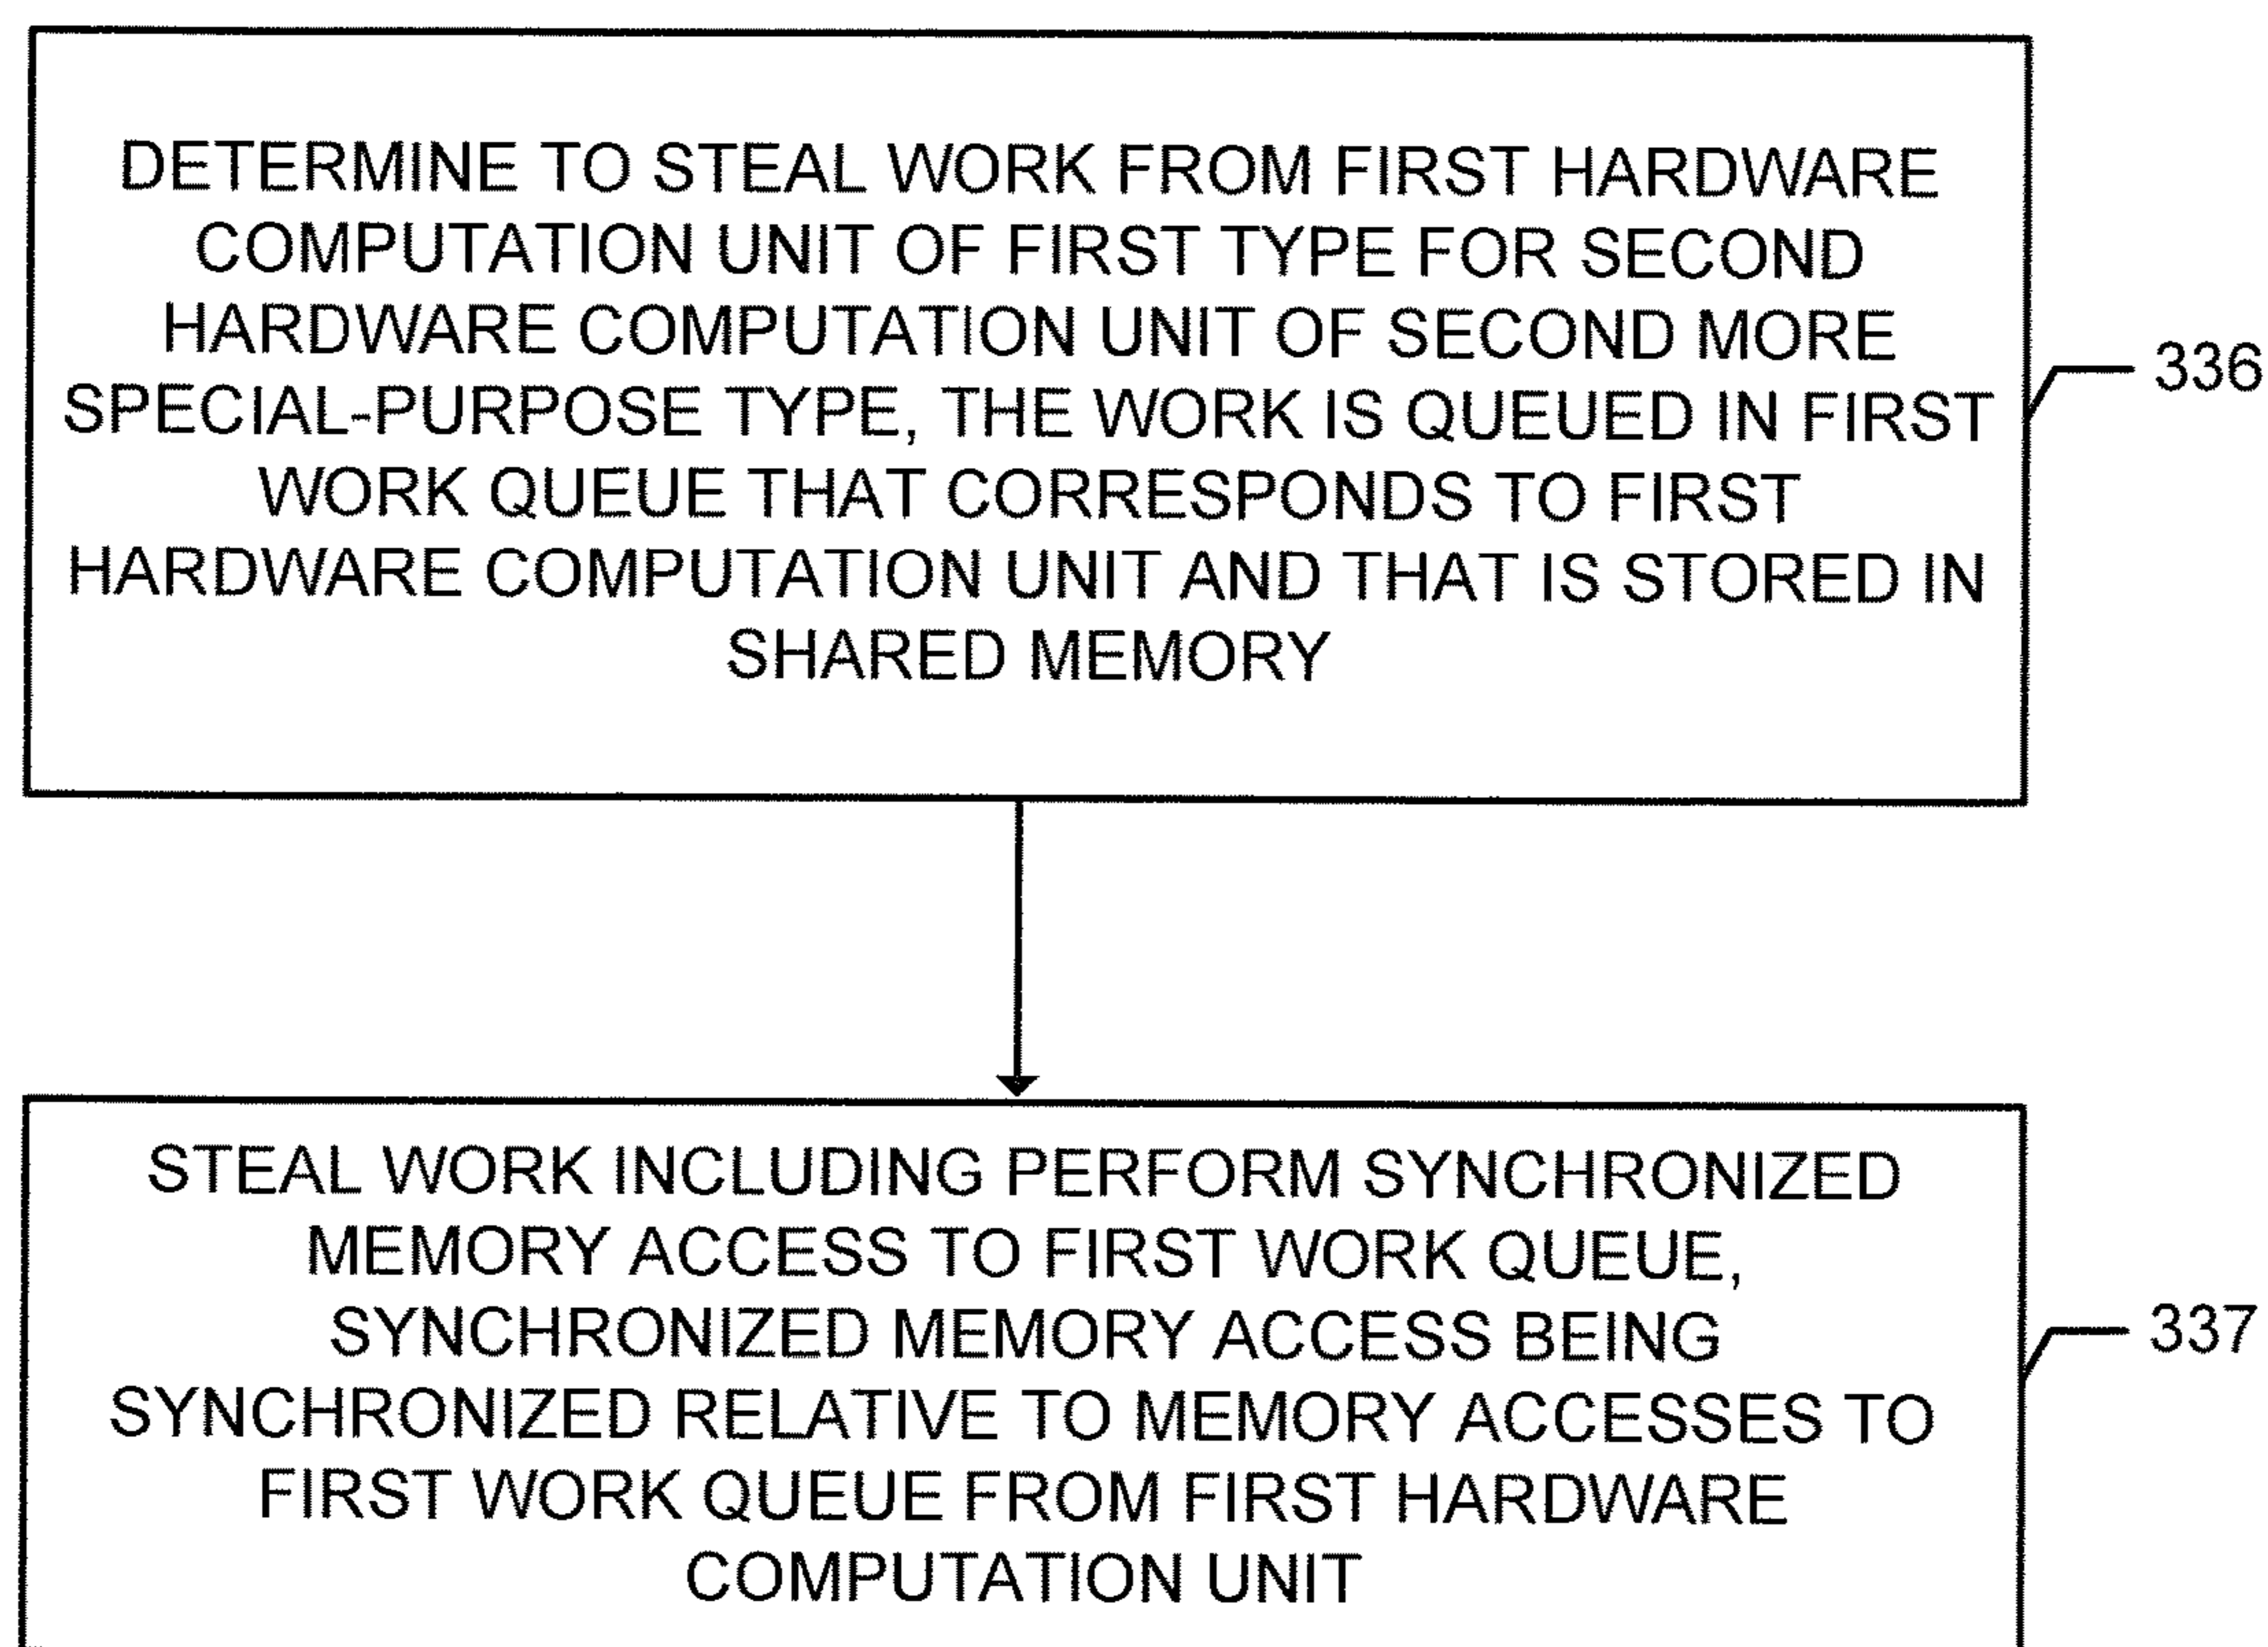 DETERMINE TO STEAL WORK FROM FIRST HARDWARE
COMPUTATION UNIT OF FIRST TYPE FOR SECOND
HARDWARE COMPUTATION UNIT OF SECOND MORE
SPECIAL-PURPOSE TYPE, THE WORK IS QUEUED IN FIRST
WORK QUEUE THAT CORRESPONDS TO FIRST
HARDWARE COMPUTATION UNIT AND THAT IS STORED IN
SHARED MEMORY
336
STEAL WORK INCLUDING PERFORM SYNCHRONIZED
MEMORY ACCESS TO FIRST WORK QUEUE,
SYNCHRONIZED MEMORY ACCESS BEING
SYNCHRONIZED RELATIVE TO MEMORY ACCESSES TO
FIRST WORK QUEUE FROM FIRST HARDWARE
COMPUTATION UNIT
337